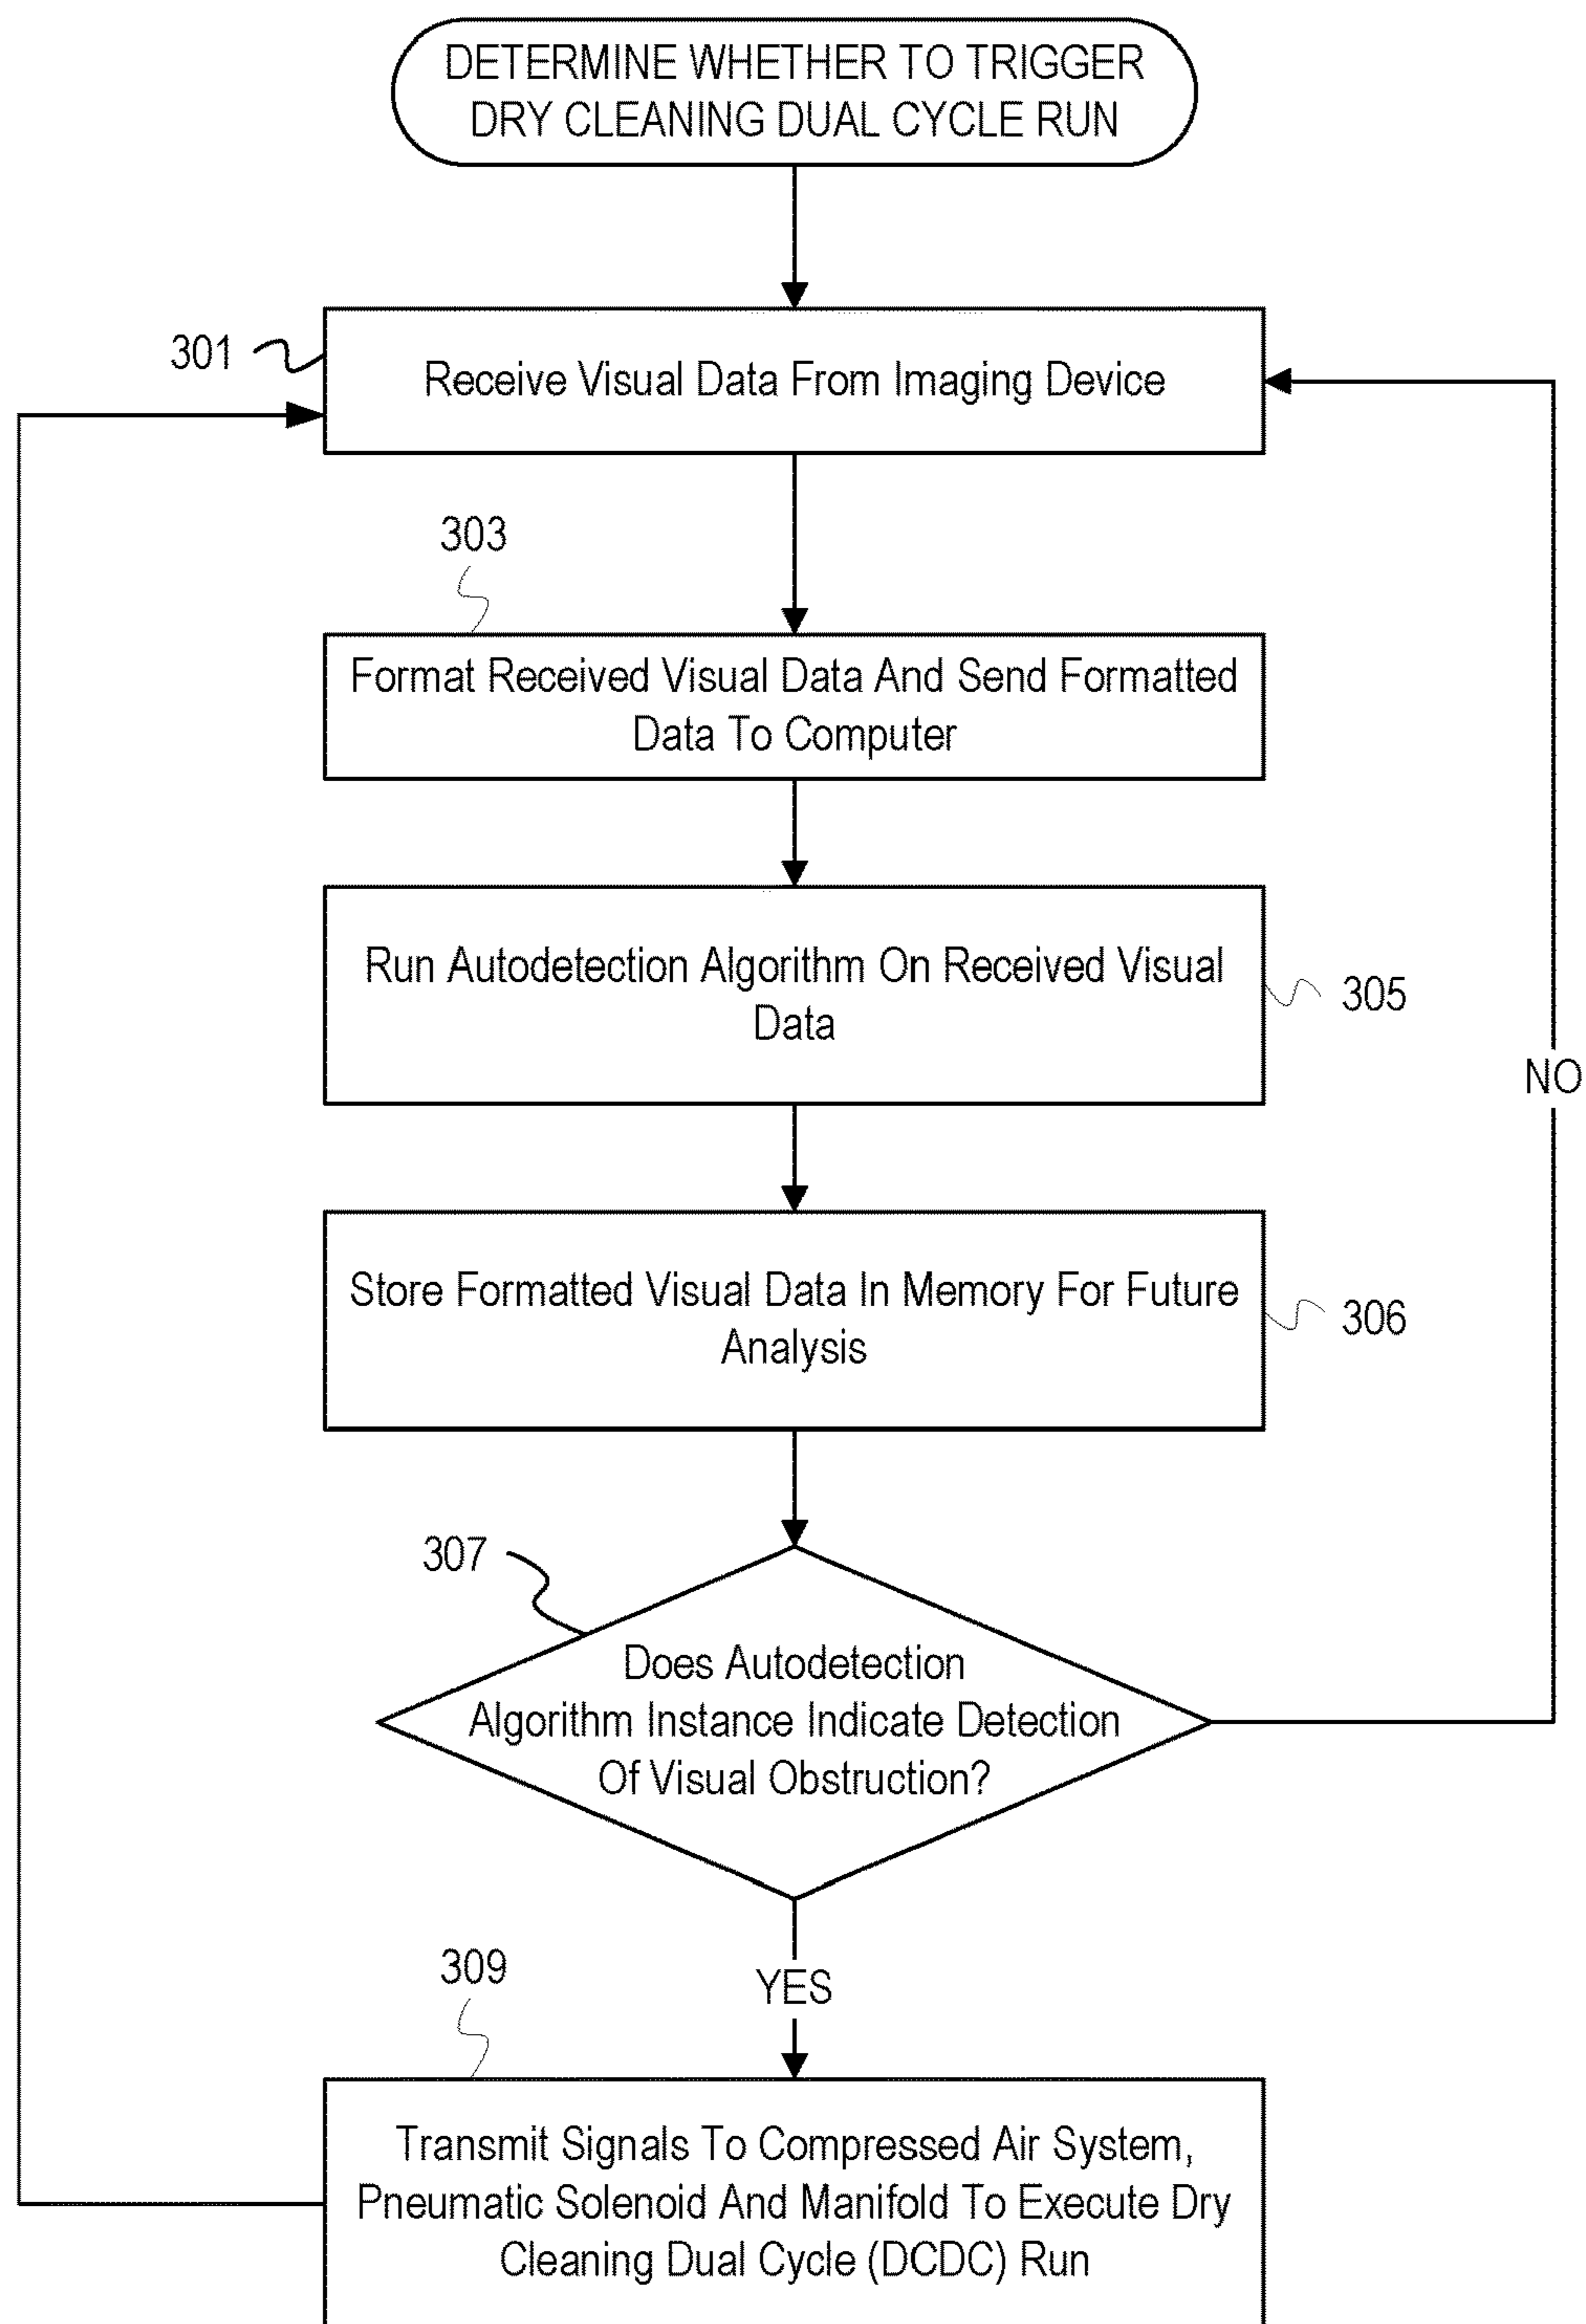 DETERMINE WHETHER TO TRIGGER
DRY CLEANING DUAL CYCLE RUN
301
Receive Visual Data From Imaging Device
303
Format Received Visual Data And Send Formatted
Data To Computer
Run Autodetection Algorithm On Received Visual
Data
305
NO
Store Formatted Visual Data In Memory For Future
Analysis
306
307
Does Autodetection
Algorithm Instance Indicate Detection
Of Visual Obstruction?
YES
309
Transmit Signals To Compressed Air System,
Pneumatic Solenoid And Manifold To Execute Dry
Cleaning Dual Cycle (DCDC) Run